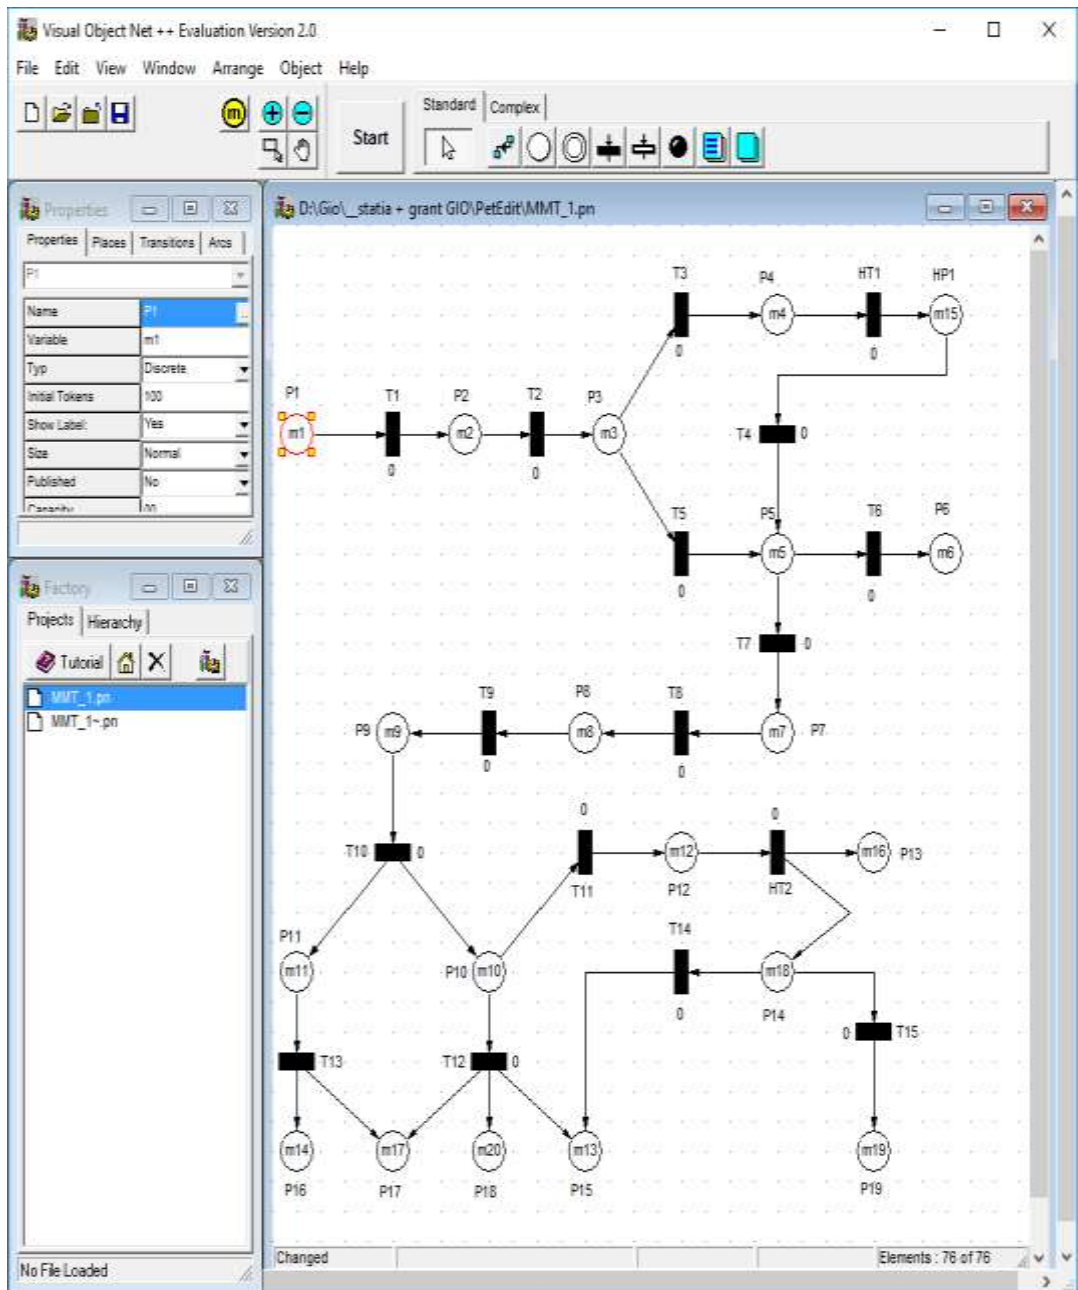 Visual Object Net ++ Evaluation Version 2.0
File Edit View Window Arrange Object Help
m
Start
Standard Complex
Properties
Properties Places Transitions Arcs
P1
Name P1
Variable m1
Typ Discrete
Initial Tokens 100
Show Label: Yes
Size Normal
Published No
Capacity
Factory
Projects Hierarchy
Tutorial
MMT_1.pn
MMT_1~.pn
No File Loaded
D:\Gio\_statia + grant GIO\PetEdit\MMT_1.pn
T3 P4 HT1 HP1
m4 m15
0 0
P1 T1 P2 T2 P3
m1 m2 m3 T4 0
0 0
T5 P5 T6 P6
m5 m6
0 0
T7 0
T9 P8 T8
P9 m9 m8 m7 P7
0 0
0 0
T10 0 m12 m16 P13
T11 P12 HT2
P11 T14
m11 P10 m10 m18
0 P14
0 T15
T13 T12 0
m14 m17 m20 m13 m19
P16 P17 P18 P15 P19
Changed Elements : 76 of 76